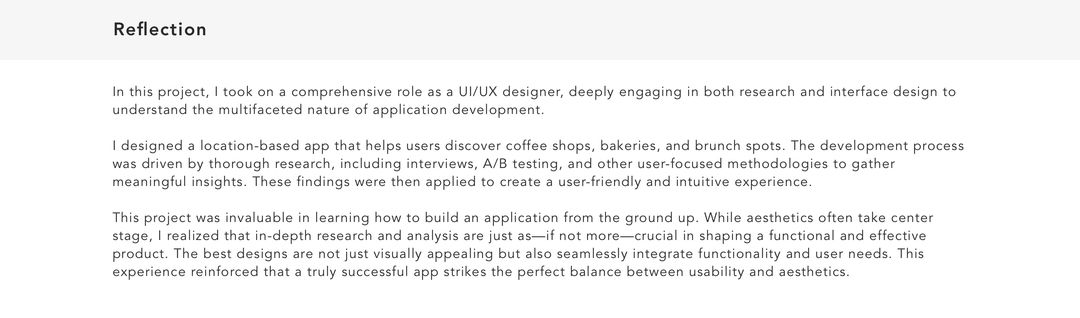 Reflection
In this project, I took on a comprehensive role as a UI/UX designer, deeply engaging in both research and interface design to
understand the multifaceted nature of application development.
I designed a location-based app that helps users discover coffee shops, bakeries, and brunch spots. The development process
was driven by thorough research, including interviews, A/B testing, and other user-focused methodologies to gather
meaningful insights. These findings were then applied to create a user-friendly and intuitive experience.
This project was invaluable in learning how to build an application from the ground up. While aesthetics often take center
stage, I realized that in-depth research and analysis are just as—if not more—crucial in shaping a functional and effective
product. The best designs are not just visually appealing but also seamlessly integrate functionality and user needs. This
experience reinforced that a truly successful app strikes the perfect balance between usability and aesthetics.